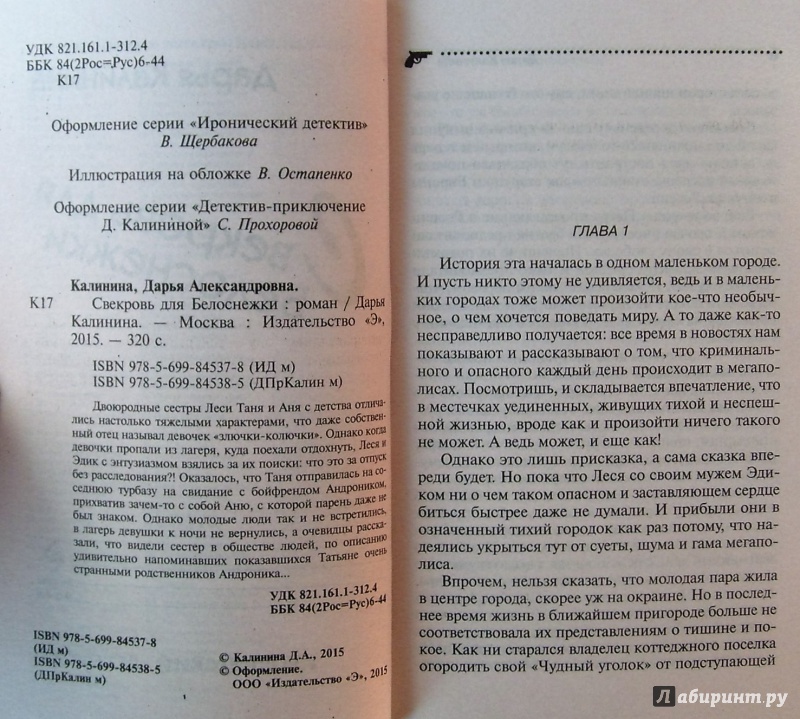 УДК 821.161.1-312.4
ББК 84(2Рос=Рус)6-44
К17
Оформление серии «Иронический детектив»
В. Щербакова
Иллюстрация на обложке В. Остапенко
Оформление серии «Детектив-приключение
Д. Калининой» С. Прохоровой
Калинина, Дарья Александровна.
К17 Свекровь для Белоснежки : роман / Дарья
Калинина. — Москва : Издательство «Э»,
2015. — 320 с.
ISBN 978-5-699-84537-8 (ИД м)
ISBN 978-5-699-84538-5 (ДПрКалин м)
Двоюродные сестры Леси Таня и Аня с детства отлича-
лись настолько тяжелыми характерами, что даже собствен-
ный отец называл девочек «злючки-колючки». Однако когда
девочки пропали из лагеря, куда поехали отдохнуть, Леся и
Эдик с энтузиазмом взялись за их поиски: что это за отпуск
без расследования?! Оказалось, что Таня отправилась на со-
седнюю турбазу на свидание с бойфрендом Андроником,
прихватив зачем-то с собой Аню, с которой парень даже не
был знаком. Однако молодые люди так и не встретились,
в лагерь девушки к ночи не вернулись, а очевидцы расска-
зали, что видели сестер в обществе людей, по описанию
удивительно напоминавших показавшихся Татьяне очень
странными родственников Андроника...
УДК 821.161.1-312.4
ББК 84(2Рос=Рус)6-44
ISBN 978-5-699-84537-8
(ИД м)
ISBN 978-5-699-84538-5
(ДПрКалин м)
© Калинина Д.А., 2015
© Оформление.
ООО «Издательство «Э», 2015
ГЛАВА 1
История эта началась в одном маленьком городе.
И пусть никто этому не удивляется, ведь и в малень-
ких городах тоже может произойти кое-что необыч-
ное, о чем хочется поведать миру. А то даже как-то
несправедливо получается: все время в новостях нам
показывают и рассказывают о том, что криминаль-
ного и опасного каждый день происходит в мегапо-
лисах. Посмотришь, и складывается впечатление, что
в местечках уединенных, живущих тихой и неспеш-
ной жизнью, вроде как и произойти ничего такого
не может. А ведь может, и еще как!
Однако это лишь присказка, а сама сказка впе-
реди будет. Но пока что Леся со своим мужем Эди-
ком ни о чем таком опасном и заставляющем сердце
биться быстрее даже не думали. И прибыли они в
означенный тихий городок как раз потому, что на-
деялись укрыться тут от суеты, шума и гама мегапо-
лиса.
Впрочем, нельзя сказать, что молодая пара жила
в центре города, скорее уж на окраине. Но в послед-
нее время жизнь в ближайшем пригороде больше не
соответствовала их представлениям о тишине и по-
кое. Как ни старался владелец коттеджного поселка
огородить свой «Чудный уголок» от подступающей
Лабиринт.ру